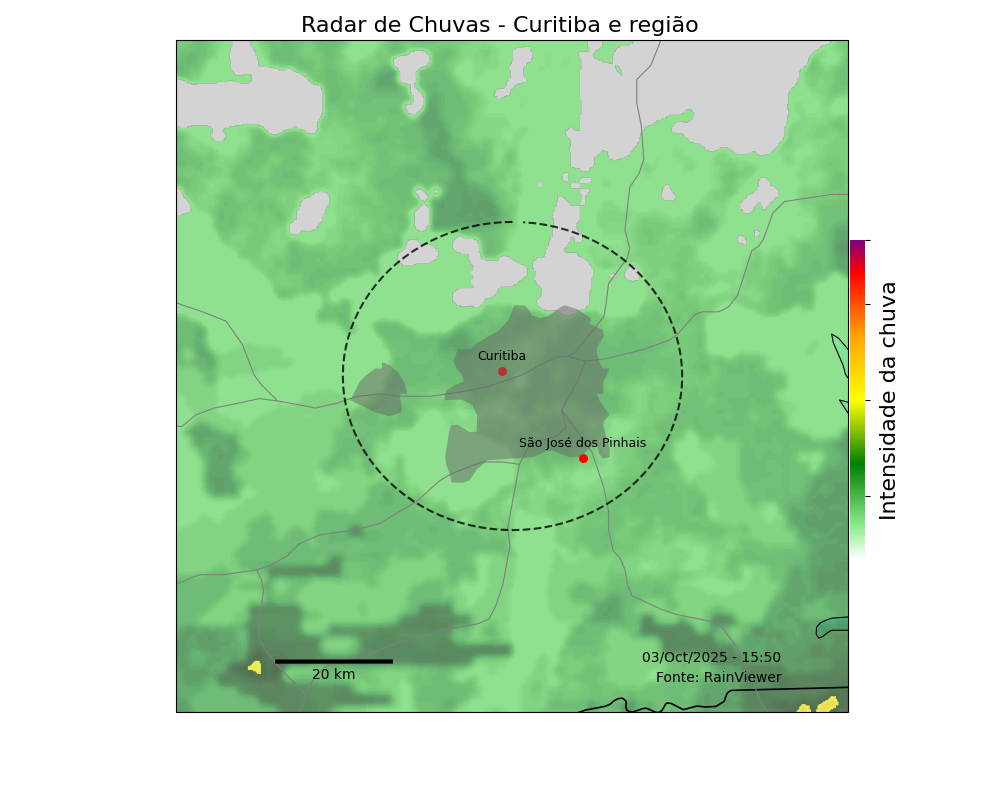 Radar de Chuvas - Curitiba e região
Curitiba
São José dos Pinhais
Intensidade da chuva
03/Oct/2025 - 15:50
20 km
Fonte: RainViewer